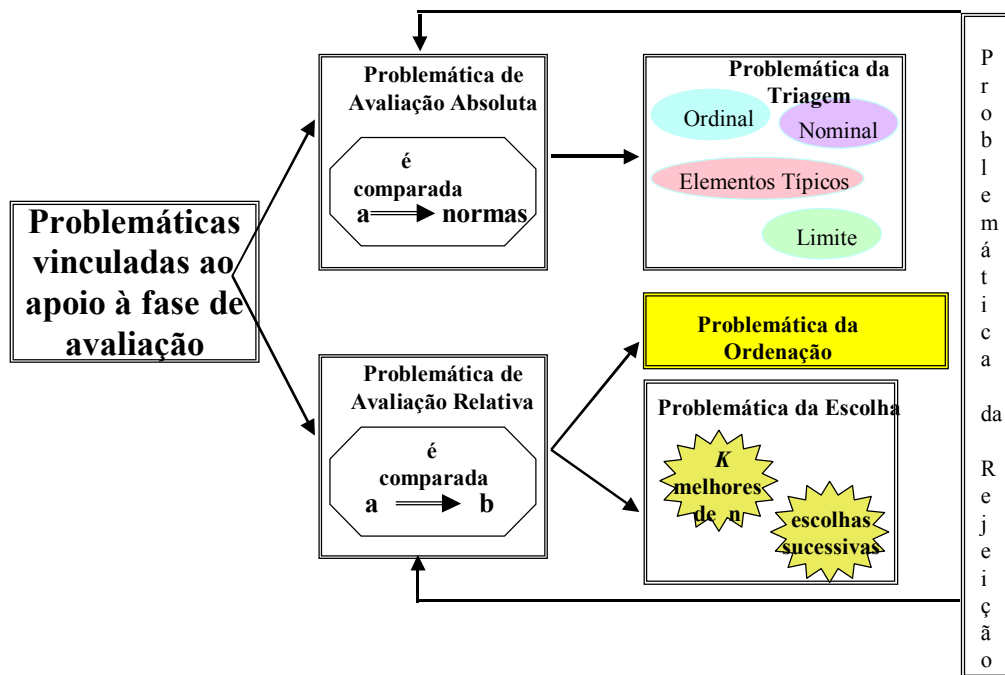 Problemáticas
vinculadas ao
apoio à fase de
avaliação
Problemática de
Avaliação Absoluta
é
comparada
a normas
Problemática da
Triagem
Ordinal
Nominal
Elementos Típicos
Limite
Problemática de
Avaliação Relativa
é
comparada
a b
Problemática da
Ordenação
Problemática da Escolha
K
melhores
de n
escolhas
sucessivas
P
r
o
b
l
e
m
á
t
i
c
a
da
R
e
j
e
i
ç
ã
o